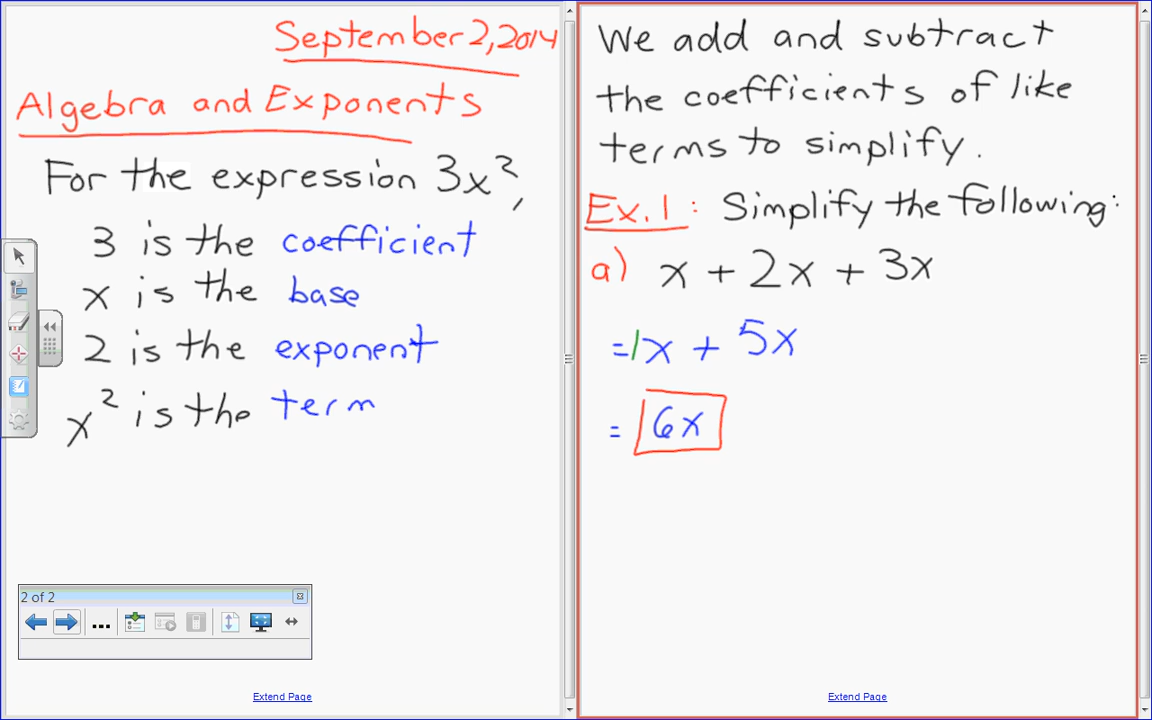 September 2, 2014
Algebra and Exponents
For the expression 3x²,
3 is the coefficient
x is the base
2 is the exponent
x² is the term
2 of 2
...
Extend Page
We add and subtract
the coefficients of like
terms to simplify.
Ex. 1: Simplify the following:
a) x + 2x + 3x
= 1x + 5x
= 6x
Extend Page